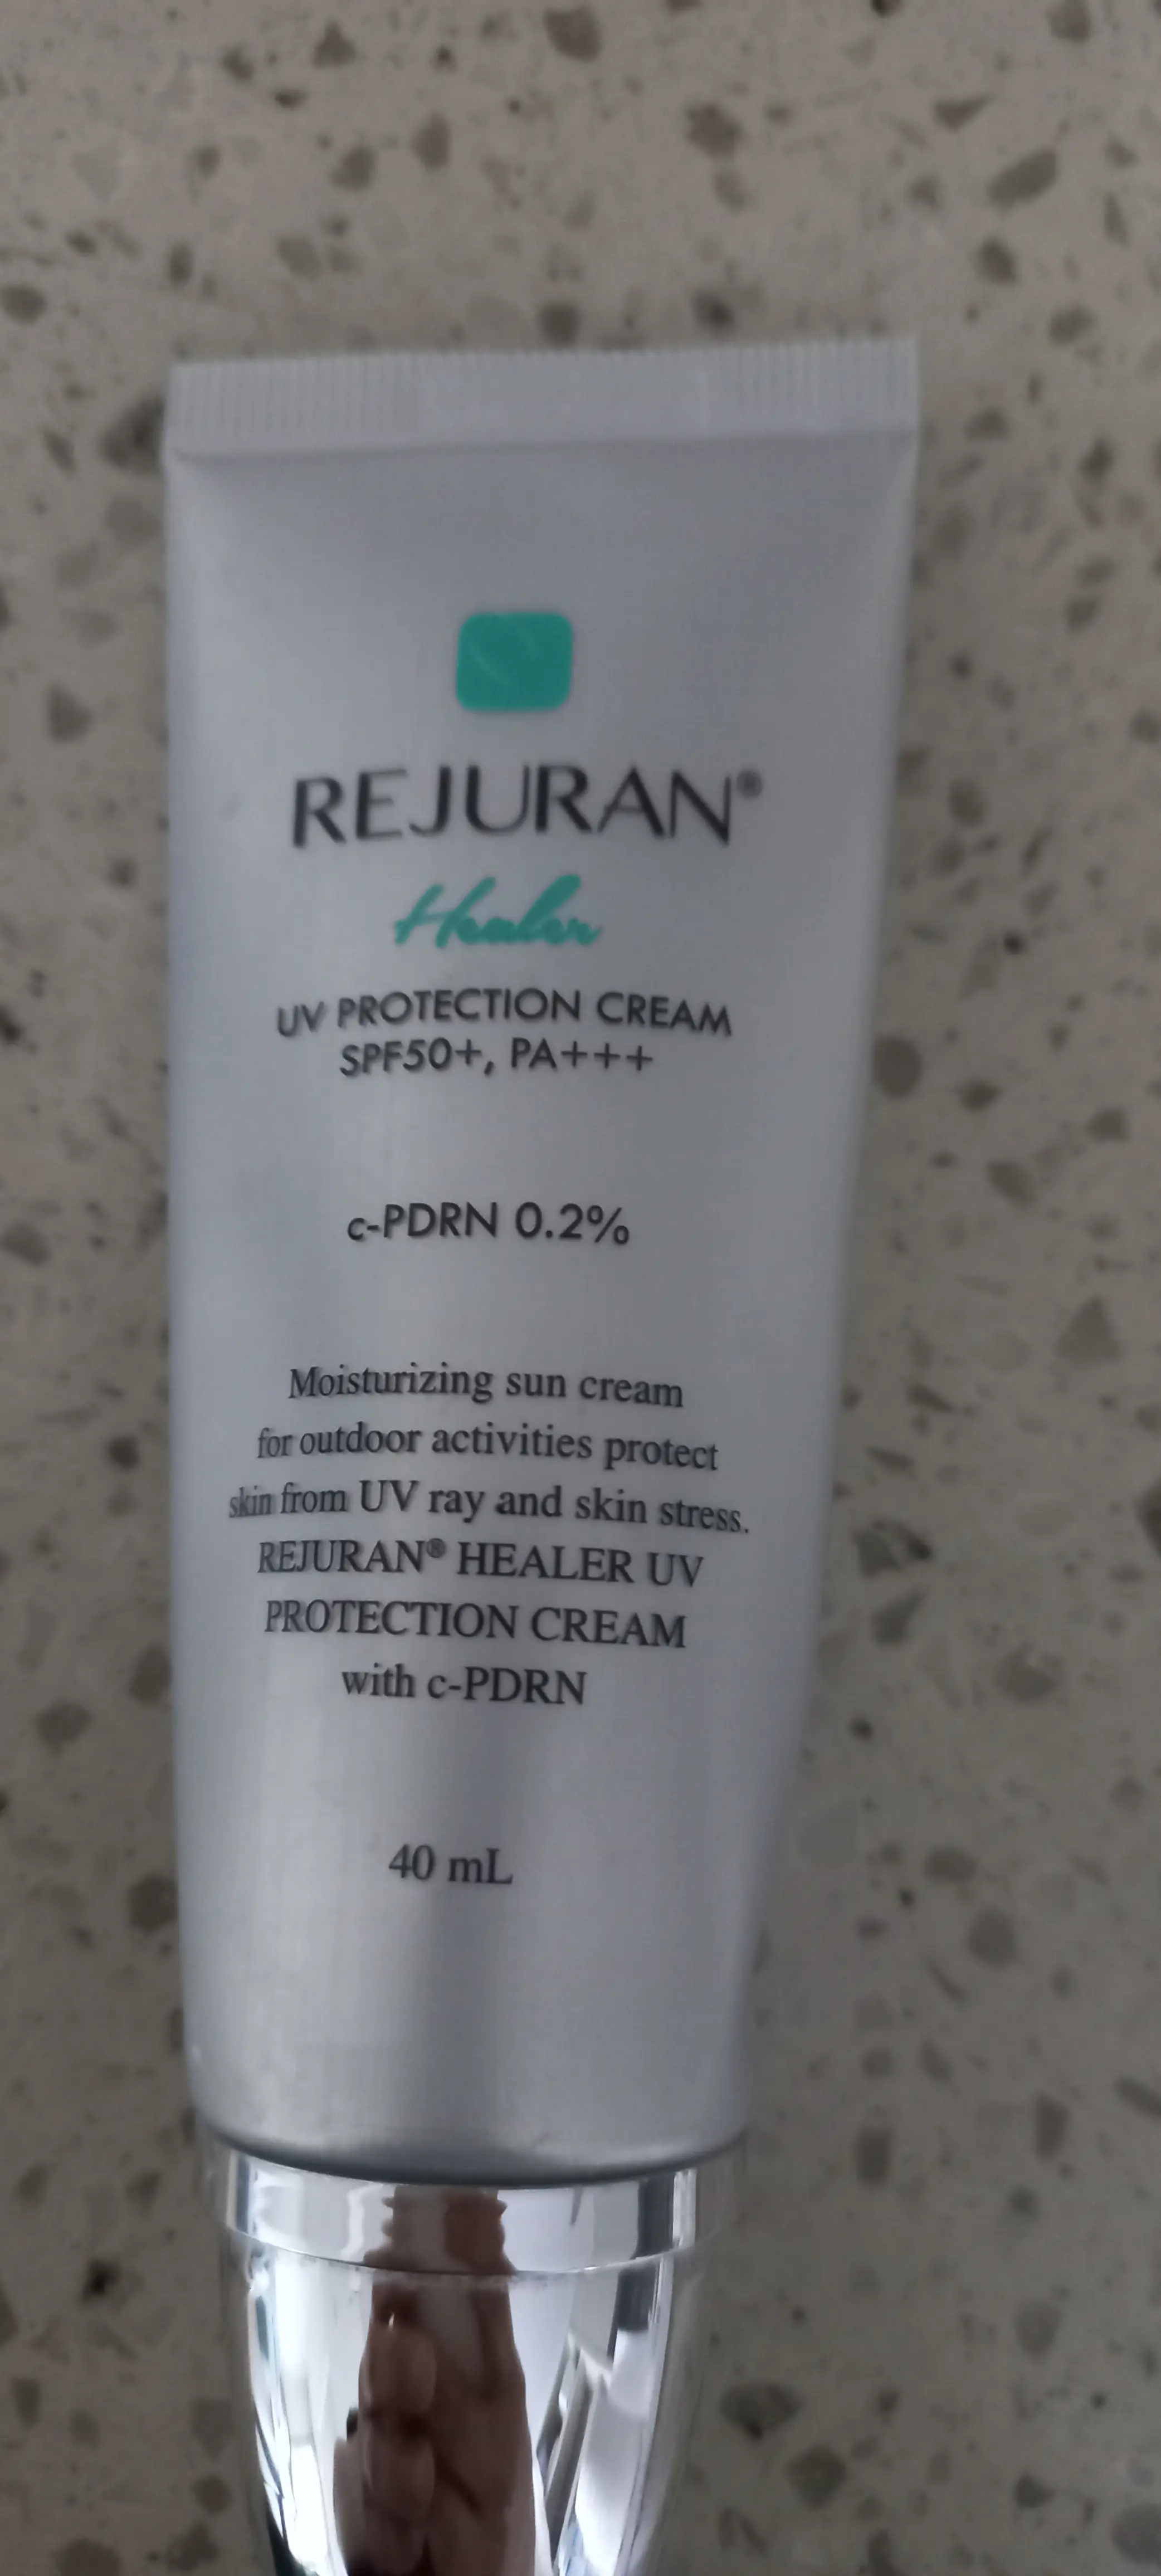 REJURAN®
Healer
UV PROTECTION CREAM
SPF50+, PA+++
c-PDRN 0.2%
Moisturizing sun cream
for outdoor activities protect
skin from UV ray and skin stress.
REJURAN® HEALER UV
PROTECTION CREAM
with c-PDRN
40 mL